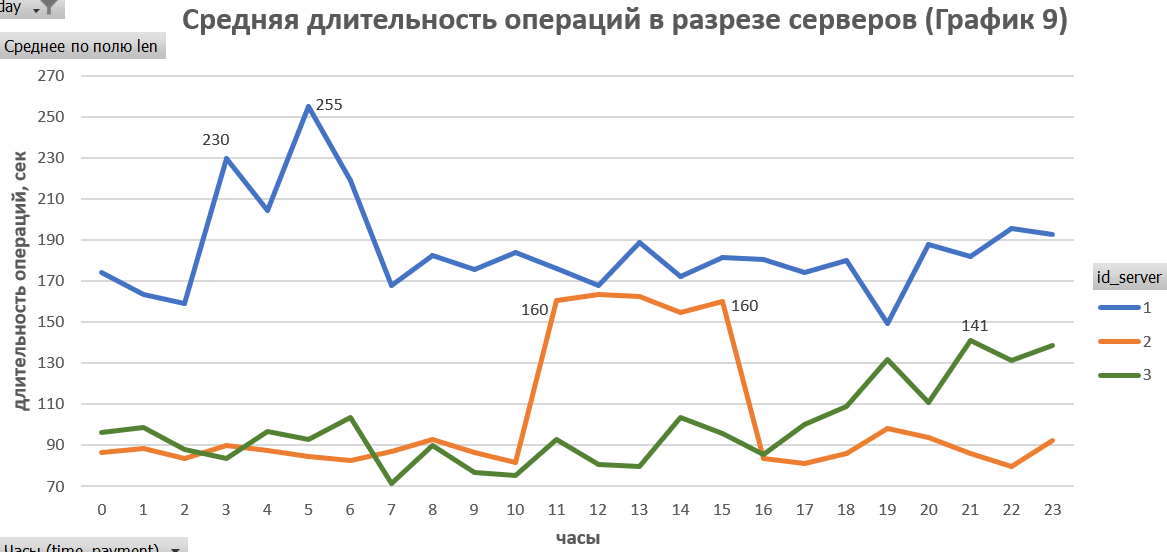 day
Средняя длительность операций в разрезе серверов (График 9)
Среднее по полю len
270
250
230
210
190
170
150
130
110
90
70
длительность операций, сек
230
255
160
160
141
0 1 2 3 4 5 6 7 8 9 10 11 12 13 14 15 16 17 18 19 20 21 22 23
часы
id_server
1
2
3
Часы (time_payment)